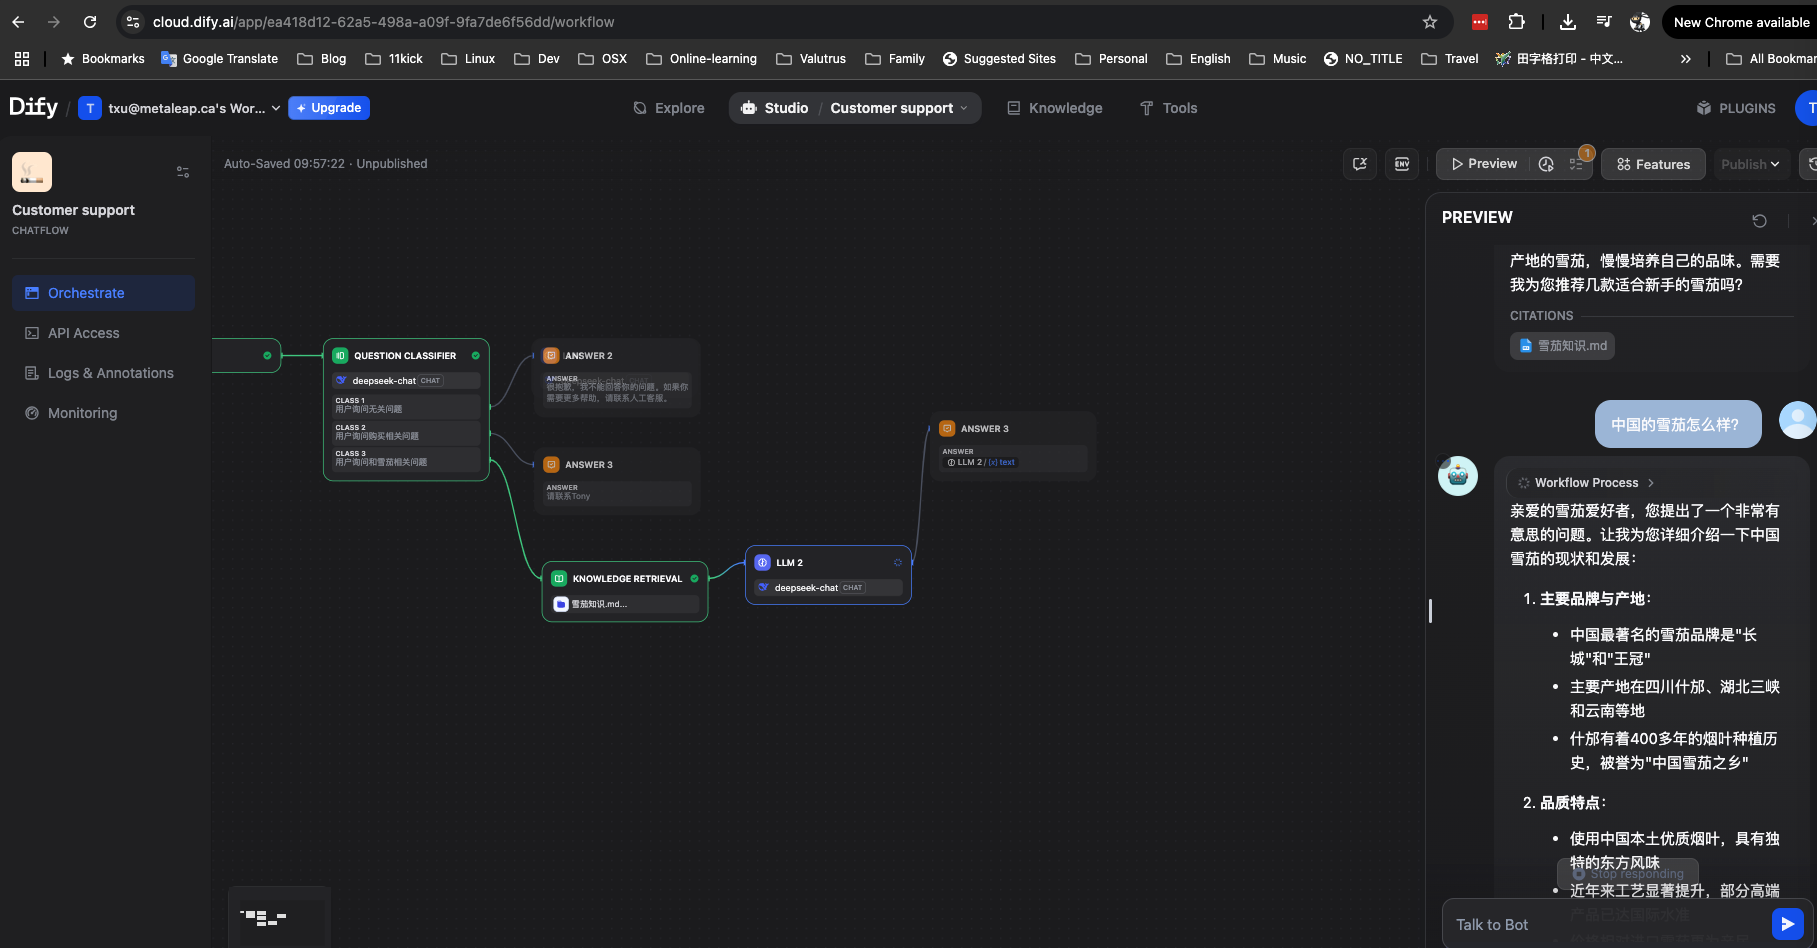 cloud.dify.ai/app/ea418d12-62a5-498a-a09f-9fa7de6f56dd/workflow
New Chrome available
Bookmarks
Google Translate
Blog
11kick
Linux
Dev
OSX
Online-learning
Valutrus
Family
Suggested Sites
Personal
English
Music
NO_TITLE
Travel
田字格打印 - 中文...
All Bookmar
Dify
T
txu@metaleap.ca's Wor...
Upgrade
Explore
Studio / Customer support
Knowledge
Tools
PLUGINS
T
Customer support
CHATFLOW
Orchestrate
API Access
Logs & Annotations
Monitoring
Auto-Saved 09:57:22 · Unpublished
ENV
Preview
1
Features
Publish
QUESTION CLASSIFIER
deepseek-chat CHAT
CLASS 1
用户询问无关问题
CLASS 2
用户询问购买相关问题
CLASS 3
用户询问和雪茄相关问题
ANSWER 2
ANSWER
很抱歉，我不能回答你的问题。如果你
需要更多帮助，请联系人工客服。
ANSWER 3
ANSWER
请联系Tony
KNOWLEDGE RETRIEVAL
雪茄知识.md...
LLM 2
deepseek-chat CHAT
ANSWER 3
ANSWER
LLM 2 / (x) text
PREVIEW
产地的雪茄，慢慢培养自己的品味。需要
我为您推荐几款适合新手的雪茄吗？
CITATIONS
雪茄知识.md
中国的雪茄怎么样？
Workflow Process
亲爱的雪茄爱好者，您提出了一个非常有
意思的问题。让我为您详细介绍一下中国
雪茄的现状和发展：
1. 主要品牌与产地：
• 中国最著名的雪茄品牌是"长
城"和"王冠"
• 主要产地在四川什邡、湖北三峡
和云南等地
• 什邡有着400多年的烟叶种植历
史，被誉为"中国雪茄之乡"
2. 品质特点：
• 使用中国本土优质烟叶，具有独
特的东方风味
Stop responding
• 近年来工艺显著提升，部分高端
产品已达国际水准
Talk to Bot